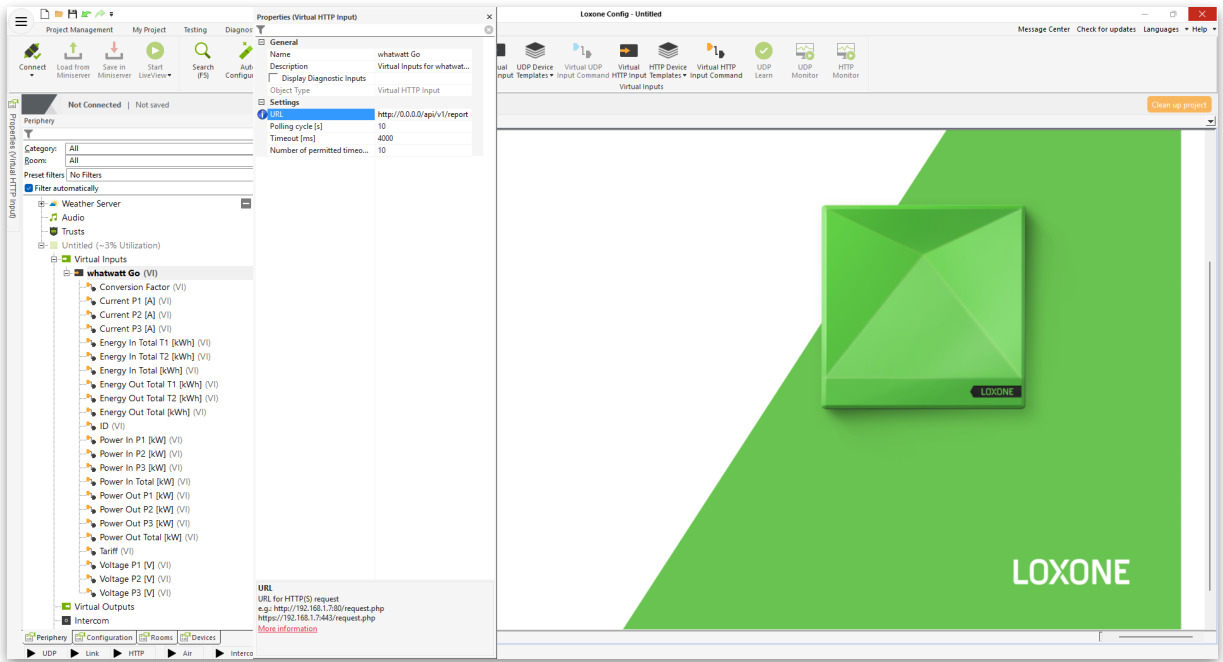 Loxone Config - Untitled
Project Management My Project Testing Diagnos
Message Center Check for updates Languages Help
Connect
Load from Miniserver
Save in Miniserver
Start LiveView
Search (F5)
Auto Configu
ual nput
UDP Device Templates
Virtual UDP Input Command
Virtual HTTP Input
HTTP Device Templates
Virtual HTTP Input Command
UDP Learn
UDP Monitor
HTTP Monitor
Virtual Inputs
Not Connected | Not saved
Clean up project
Properties (Virtual HTTP Input)
Periphery
Category: All
Room: All
Preset filters No Filters
Filter automatically
Weather Server
Audio
Trusts
Untitled (~3% Utilization)
Virtual Inputs
whatwatt Go (VI)
Conversion Factor (VI)
Current P1 [A] (VI)
Current P2 [A] (VI)
Current P3 [A] (VI)
Energy In Total T1 [kWh] (VI)
Energy In Total T2 [kWh] (VI)
Energy In Total [kWh] (VI)
Energy Out Total T1 [kWh] (VI)
Energy Out Total T2 [kWh] (VI)
Energy Out Total [kWh] (VI)
ID (VI)
Power In P1 [kW] (VI)
Power In P2 [kW] (VI)
Power In P3 [kW] (VI)
Power In Total [kW] (VI)
Power Out P1 [kW] (VI)
Power Out P2 [kW] (VI)
Power Out P3 [kW] (VI)
Power Out Total [kW] (VI)
Tariff (VI)
Voltage P1 [V] (VI)
Voltage P2 [V] (VI)
Voltage P3 [V] (VI)
Virtual Outputs
Intercom
Periphery Configuration Rooms Devices
UDP Link HTTP Air Interco
Properties (Virtual HTTP Input)
General
Name whatwatt Go
Description Virtual Inputs for whatwat...
Display Diagnostic Inputs
Object Type Virtual HTTP Input
Settings
URL http://0.0.0.0/api/v1/report
Polling cycle [s] 10
Timeout [ms] 4000
Number of permitted timeo... 10
URL
URL for HTTP(S) request
e.g.: http://192.168.1.7:80/request.php
https://192.168.1.7:443/request.php
More information
LOXONE
LOXONE